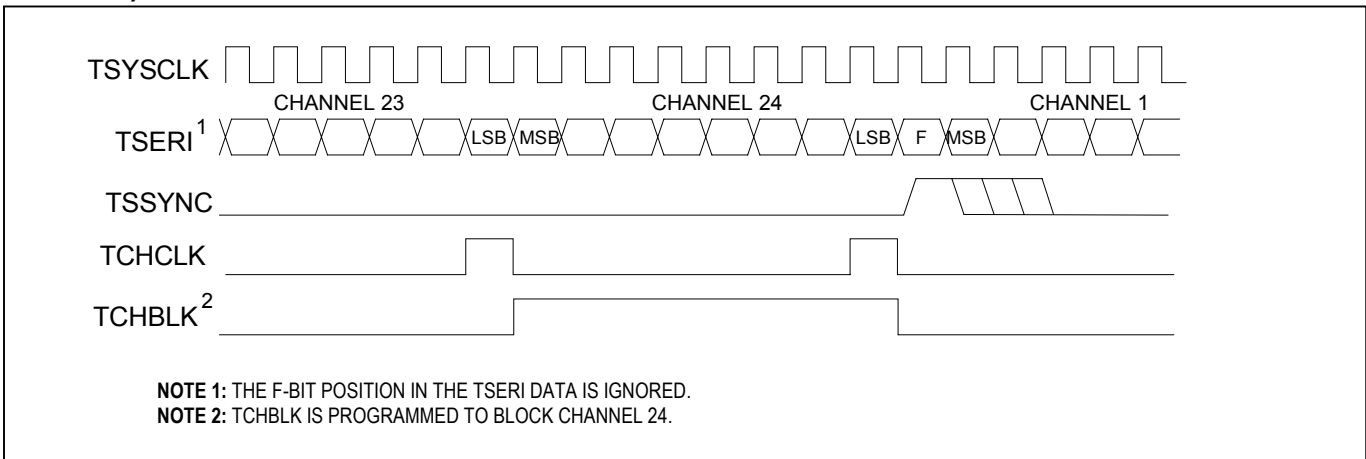 TSYSCLK
CHANNEL 23 CHANNEL 24 CHANNEL 1
TSERI1 LSB MSB LSB F MSB
TSSYNC
TCHCLK
TCHBLK2
NOTE 1: THE F-BIT POSITION IN THE TSERI DATA IS IGNORED.
NOTE 2: TCHBLK IS PROGRAMMED TO BLOCK CHANNEL 24.